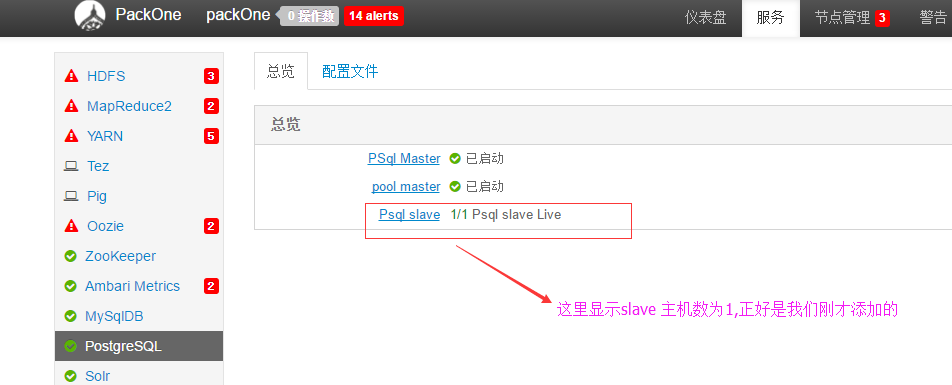 PackOne packOne 0 操作数 14 alerts 仪表盘 服务 节点管理 3 警告
HDFS 3
MapReduce2 2
YARN 5
Tez
Pig
Oozie 2
ZooKeeper
Ambari Metrics 2
MySqlDB
PostgreSQL
Solr
总览 配置文件
总览
PSql Master 已启动
pool master 已启动
Psql slave 1/1 Psql slave Live
这里显示slave 主机数为1,正好是我们刚才添加的